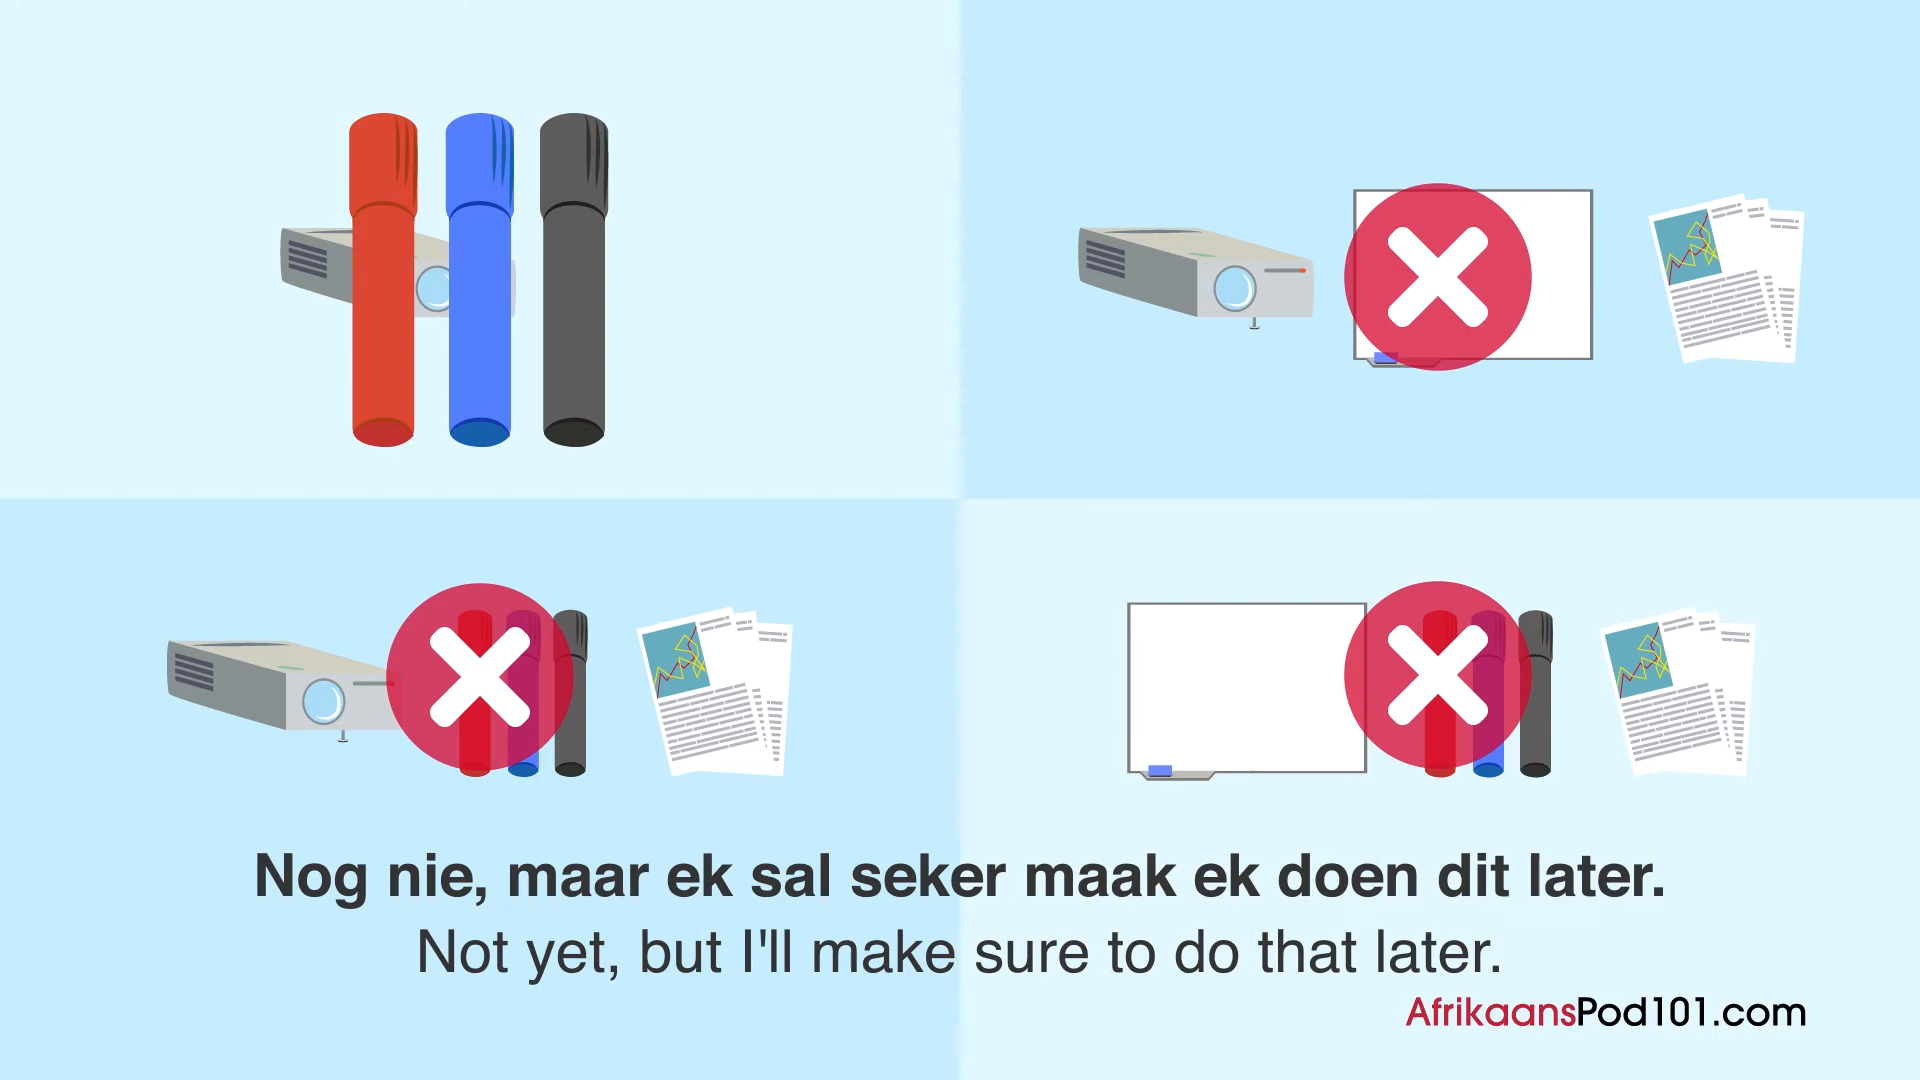 Nog nie, maar ek sal seker maak ek doen dit later.
Not yet, but I'll make sure to do that later.
AfrikaansPod101.com